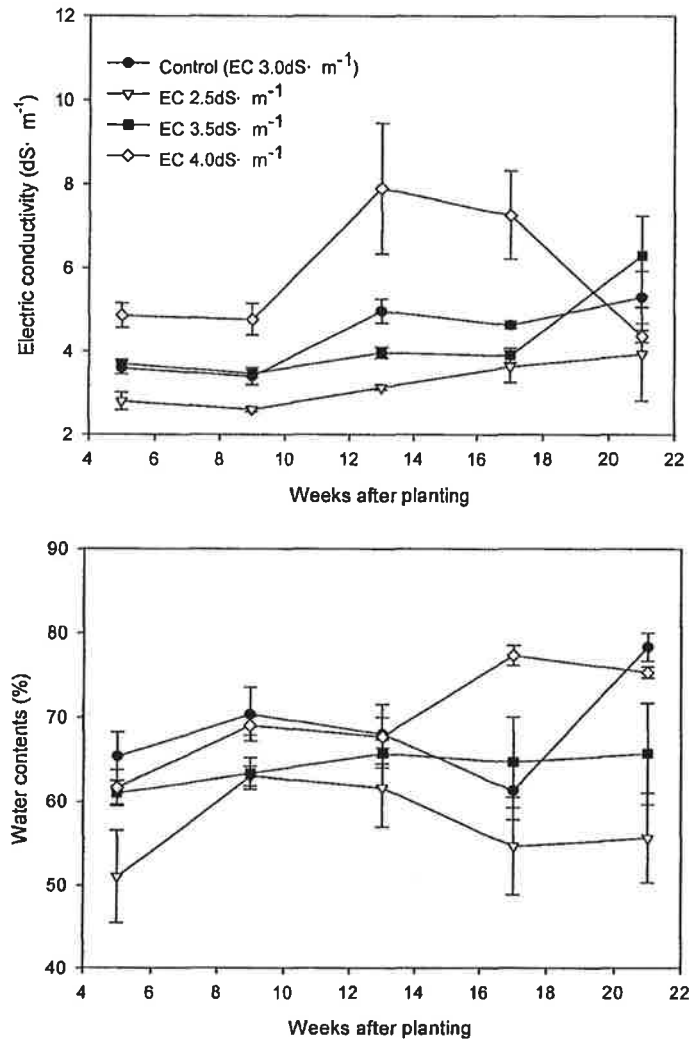 12
10
8
6
4
2
Electric conductivity (dS· m⁻¹)
Control (EC 3.0dS· m⁻¹)
EC 2.5dS· m⁻¹
EC 3.5dS· m⁻¹
EC 4.0dS· m⁻¹
4 6 8 10 12 14 16 18 20 22
Weeks after planting
90
80
70
60
50
40
Water contents (%)
4 6 8 10 12 14 16 18 20 22
Weeks after planting